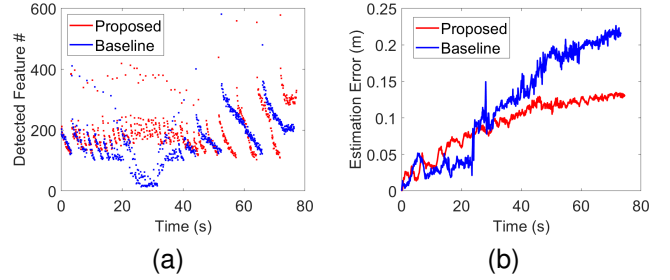 600
400
200
0
Detected Feature #
Proposed
Baseline
0 20 40 60 80
Time (s)
(a)
0.25
0.2
0.15
0.1
0.05
0
Estimation Error (m)
Proposed
Baseline
0 20 40 60 80
Time (s)
(b)